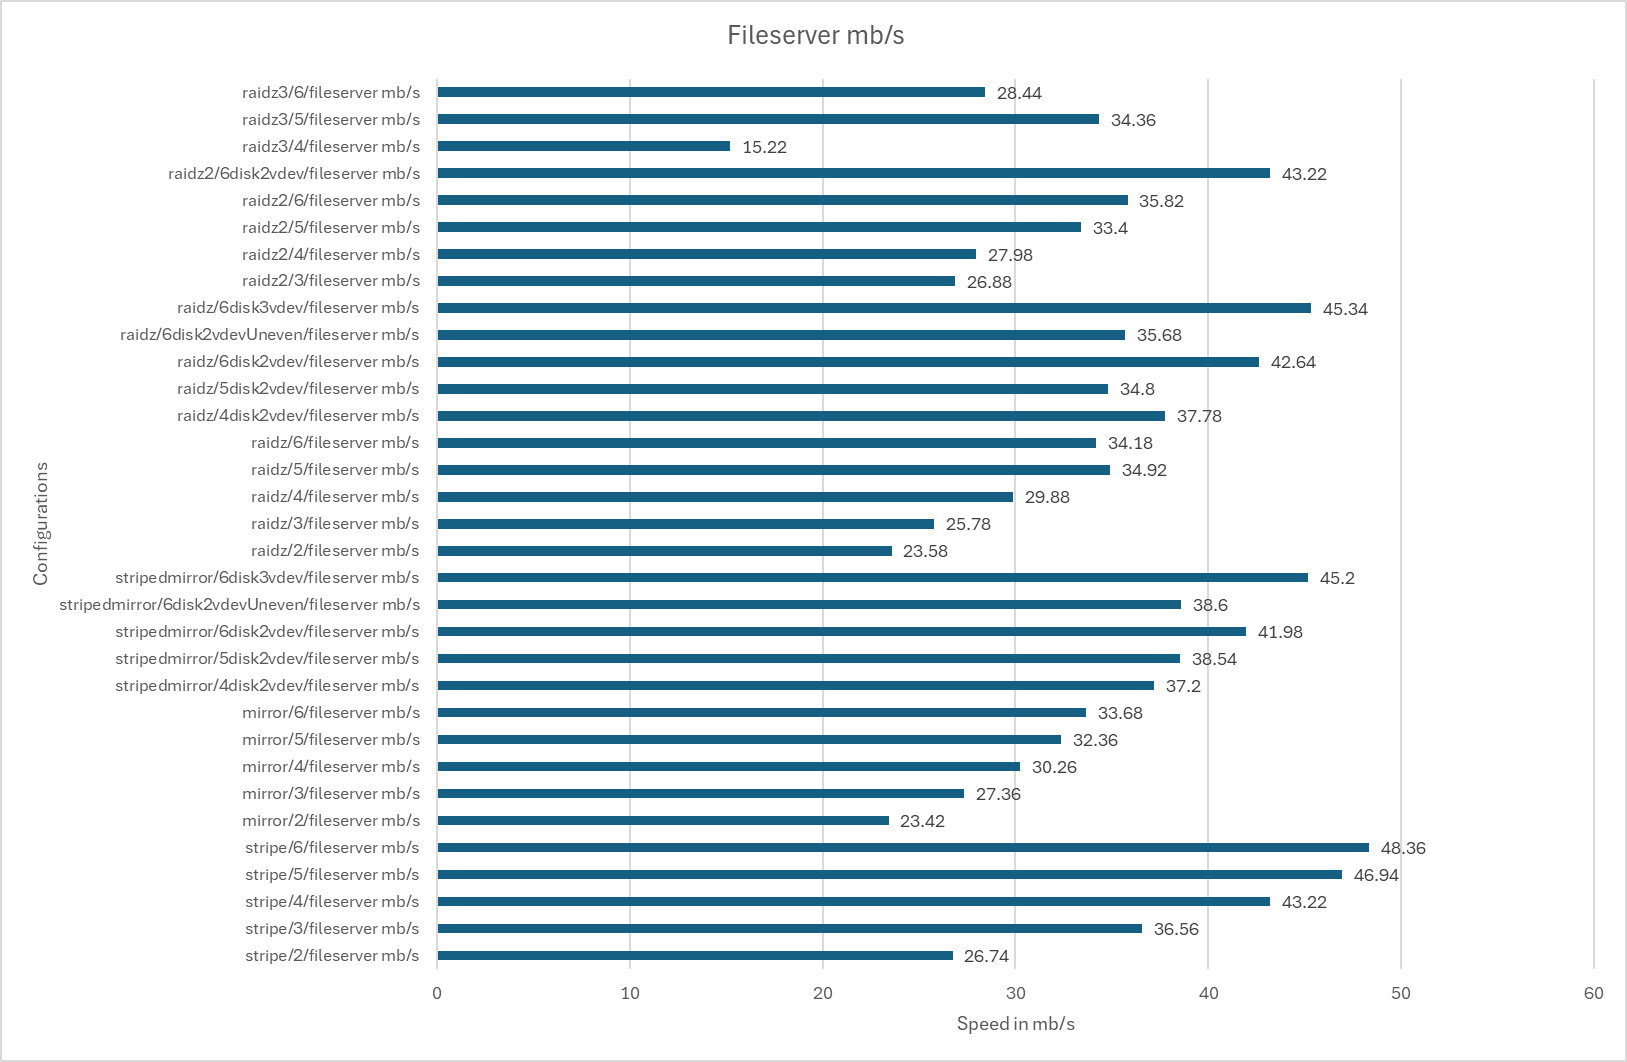 Fileserver mb/s
raidz3/6/fileserver mb/s 28.44
raidz3/5/fileserver mb/s 34.36
raidz3/4/fileserver mb/s 15.22
raidz2/6disk2vdev/fileserver mb/s 43.22
raidz2/6/fileserver mb/s 35.82
raidz2/5/fileserver mb/s 33.4
raidz2/4/fileserver mb/s 27.98
raidz2/3/fileserver mb/s 26.88
raidz/6disk3vdev/fileserver mb/s 45.34
raidz/6disk2vdevUneven/fileserver mb/s 35.68
raidz/6disk2vdev/fileserver mb/s 42.64
raidz/5disk2vdev/fileserver mb/s 34.8
raidz/4disk2vdev/fileserver mb/s 37.78
raidz/6/fileserver mb/s 34.18
raidz/5/fileserver mb/s 34.92
raidz/4/fileserver mb/s 29.88
raidz/3/fileserver mb/s 25.78
raidz/2/fileserver mb/s 23.58
stripedmirror/6disk3vdev/fileserver mb/s 45.2
stripedmirror/6disk2vdevUneven/fileserver mb/s 38.6
stripedmirror/6disk2vdev/fileserver mb/s 41.98
stripedmirror/5disk2vdev/fileserver mb/s 38.54
stripedmirror/4disk2vdev/fileserver mb/s 37.2
mirror/6/fileserver mb/s 33.68
mirror/5/fileserver mb/s 32.36
mirror/4/fileserver mb/s 30.26
mirror/3/fileserver mb/s 27.36
mirror/2/fileserver mb/s 23.42
stripe/6/fileserver mb/s 48.36
stripe/5/fileserver mb/s 46.94
stripe/4/fileserver mb/s 43.22
stripe/3/fileserver mb/s 36.56
stripe/2/fileserver mb/s 26.74
Configurations
0 10 20 30 40 50 60
Speed in mb/s